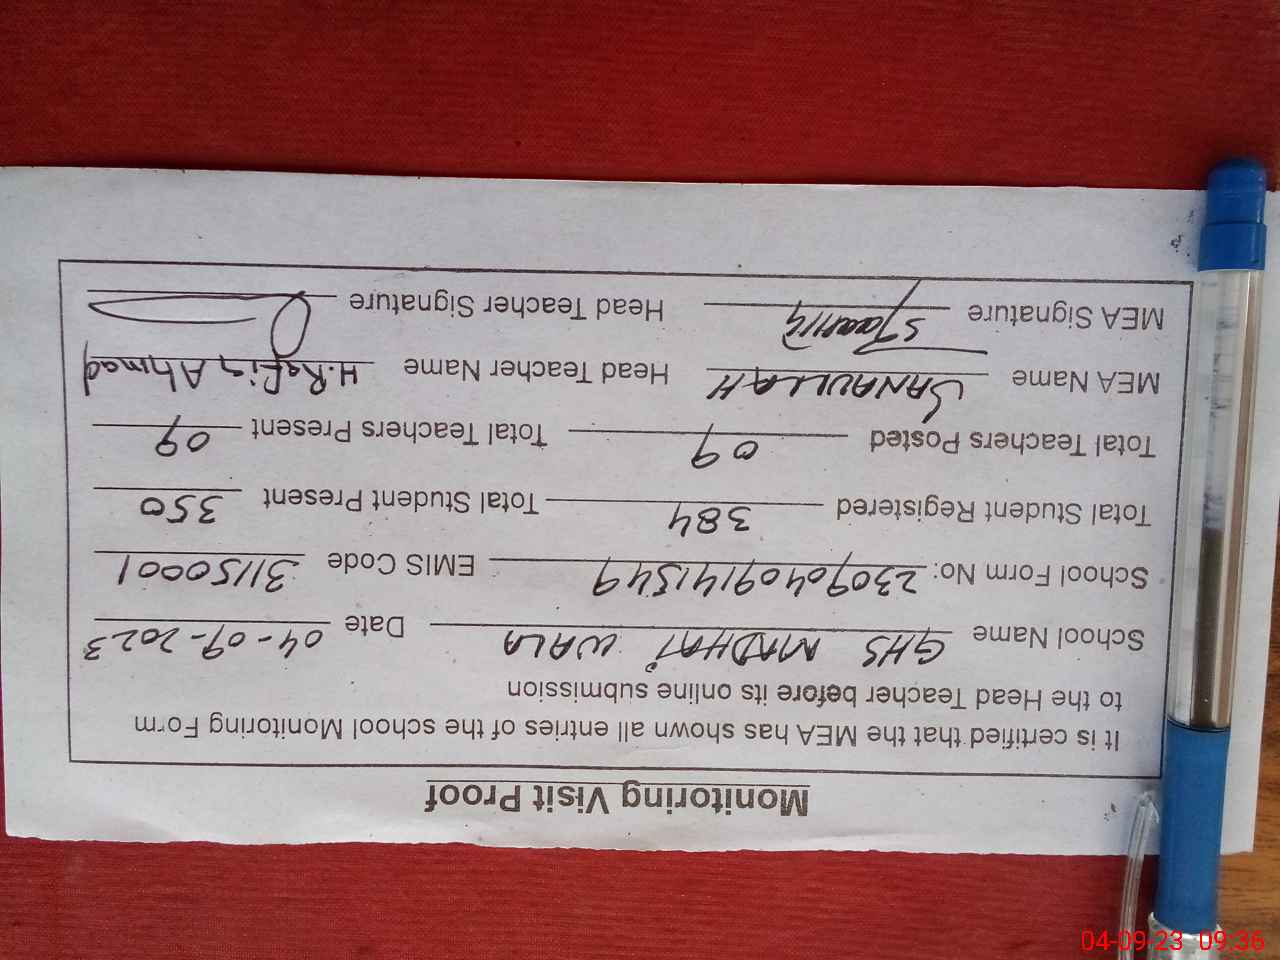 Monitoring Visit Proof
It is certified that the MEA has shown all entries of the school Monitoring Form
to the Head Teacher before its online submission
School Name GHS MADHAT WALA Date 04-09-2023
School Form No: 23090409141549 EMIS Code 31150001
Total Student Registered 384 Total Student Present 350
Total Teachers Posted 09 Total Teachers Present 09
MEA Name SANAULLAH Head Teacher Name H. Rafiq Ahmad
MEA Signature Head Teacher Signature
04-09-23 09:36